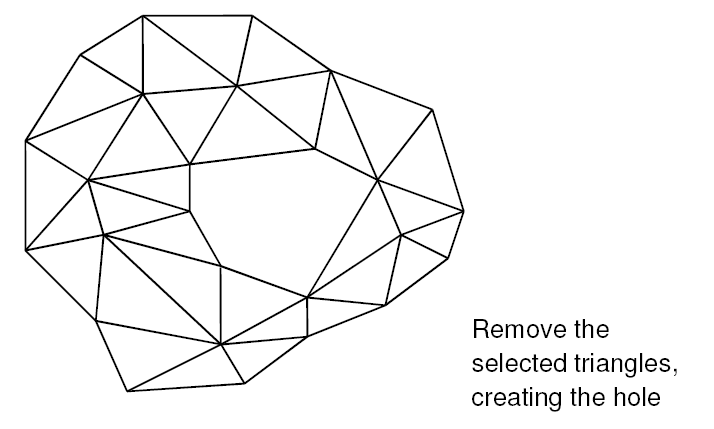 Remove the
selected triangles,
creating the hole